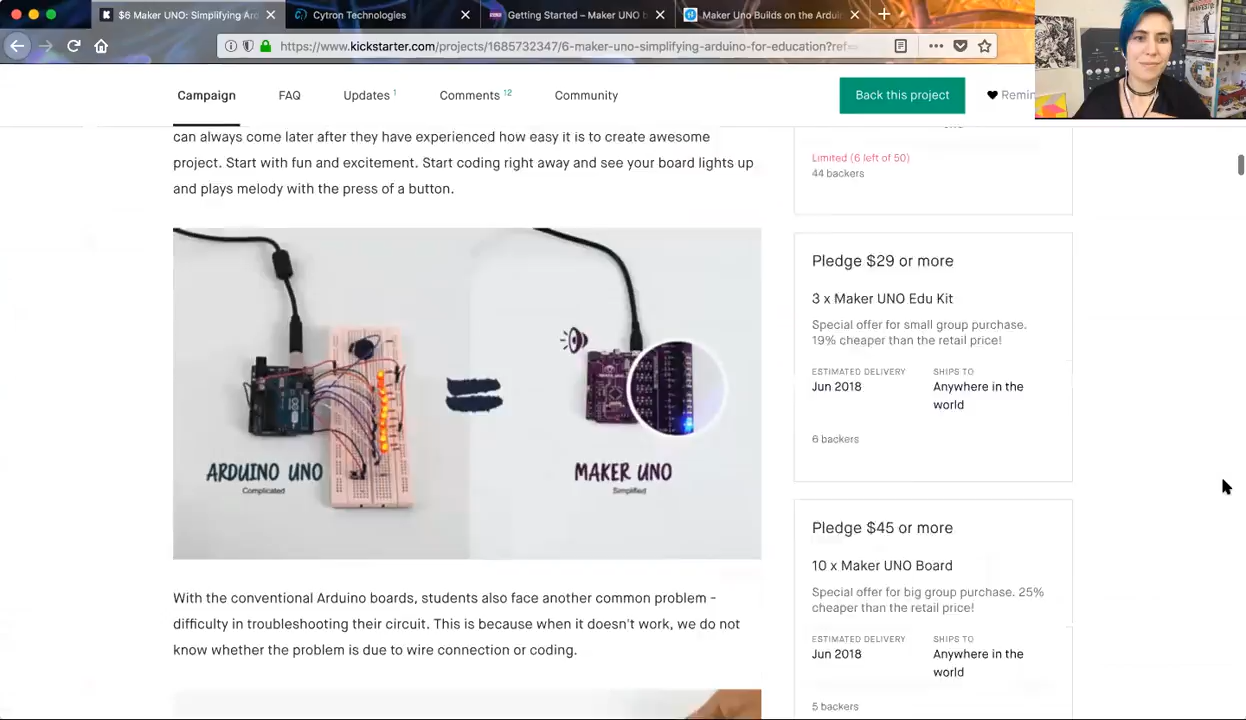 $6 Maker UNO: Simplifying Ar
Cytron Technologies
Getting Started – Maker UNO b
Maker Uno Builds on the Ardui
https://www.kickstarter.com/projects/1685732347/6-maker-uno-simplifying-arduino-for-education?ref=
Campaign
FAQ
Updates 1
Comments 12
Community
Back this project
Remin
can always come later after they have experienced how easy it is to create awesome
project. Start with fun and excitement. Start coding right away and see your board lights up
and plays melody with the press of a button.
ARDUINO UNO
Complicated
MAKER UNO
Simplified
With the conventional Arduino boards, students also face another common problem -
difficulty in troubleshooting their circuit. This is because when it doesn't work, we do not
know whether the problem is due to wire connection or coding.
Limited (6 left of 50)
44 backers
Pledge $29 or more
3 x Maker UNO Edu Kit
Special offer for small group purchase.
19% cheaper than the retail price!
ESTIMATED DELIVERY
Jun 2018
SHIPS TO
Anywhere in the
world
6 backers
Pledge $45 or more
10 x Maker UNO Board
Special offer for big group purchase. 25%
cheaper than the retail price!
ESTIMATED DELIVERY
Jun 2018
SHIPS TO
Anywhere in the
world
5 backers